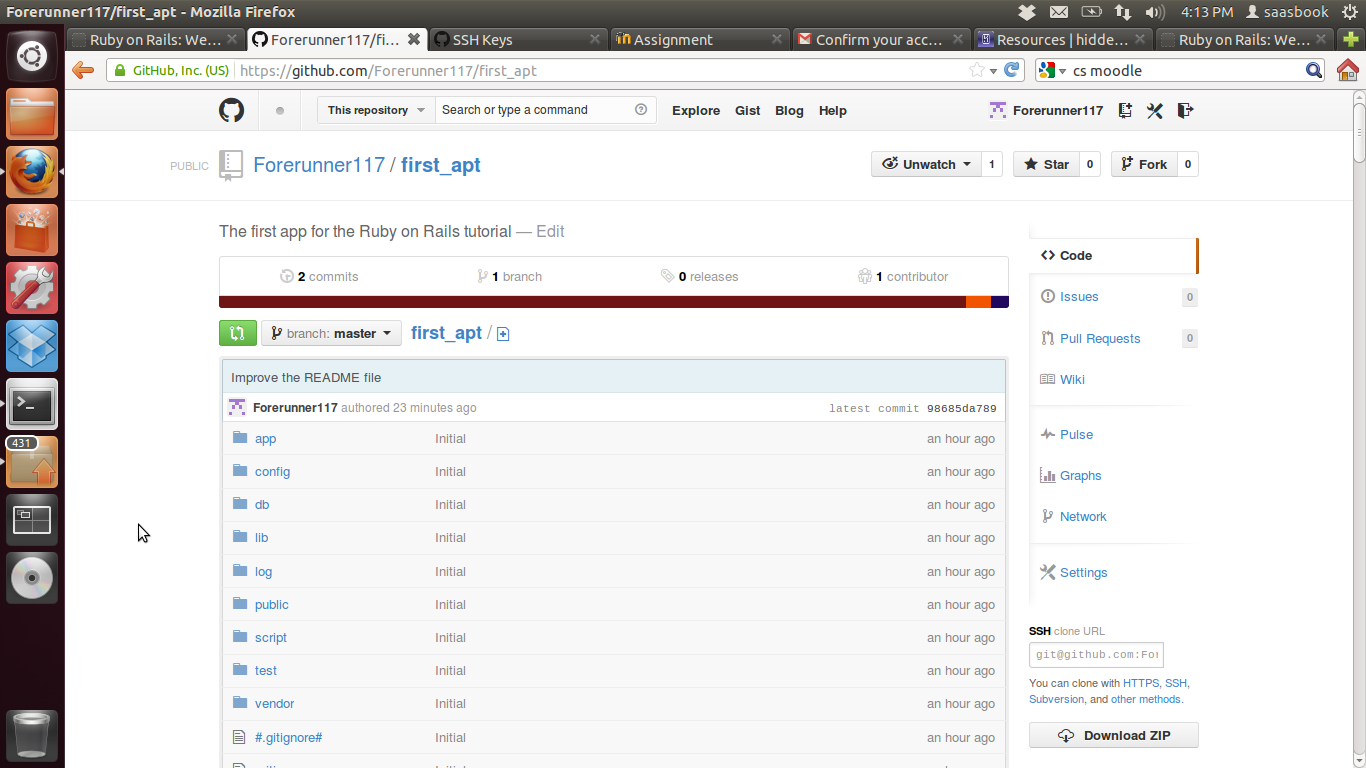 Forerunner117/first_apt - Mozilla Firefox
4:13 PM saasbook
Ruby on Rails: We... Forerunner117/fi... SSH Keys Assignment Confirm your acc... Resources | hidde... Ruby on Rails: We...
GitHub, Inc. (US) https://github.com/Forerunner117/first_apt cs moodle
This repository Search or type a command Explore Gist Blog Help Forerunner117
PUBLIC Forerunner117 / first_apt Unwatch 1 Star 0 Fork 0
The first app for the Ruby on Rails tutorial — Edit
2 commits 1 branch 0 releases 1 contributor
branch: master first_apt /
Improve the README file
Forerunner117 authored 23 minutes ago latest commit 98685da789
app Initial an hour ago
config Initial an hour ago
db Initial an hour ago
lib Initial an hour ago
log Initial an hour ago
public Initial an hour ago
script Initial an hour ago
test Initial an hour ago
vendor Initial an hour ago
#.gitignore# Initial an hour ago
Code
Issues 0
Pull Requests 0
Wiki
Pulse
Graphs
Network
Settings
SSH clone URL
git@github.com:For
You can clone with HTTPS, SSH,
Subversion, and other methods.
Download ZIP
431